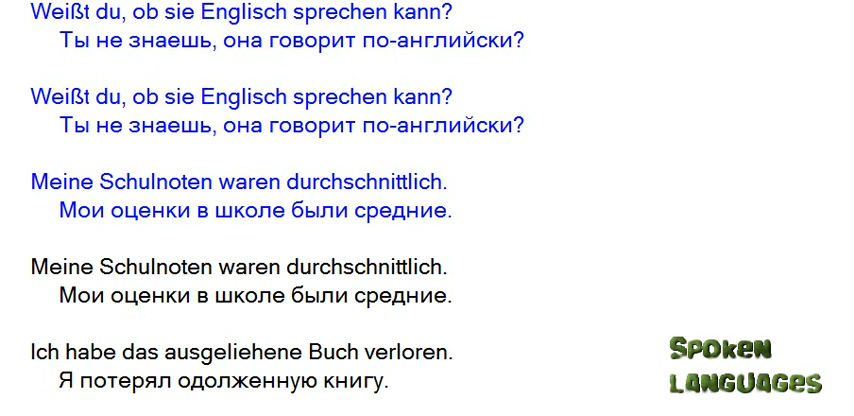 Weißt du, ob sie Englisch sprechen kann?
Ты не знаешь, она говорит по-английски?
Weißt du, ob sie Englisch sprechen kann?
Ты не знаешь, она говорит по-английски?
Meine Schulnoten waren durchschnittlich.
Мои оценки в школе были средние.
Meine Schulnoten waren durchschnittlich.
Мои оценки в школе были средние.
Ich habe das ausgeliehene Buch verloren.
Я потерял одолженную книгу.
Spoken
Languages